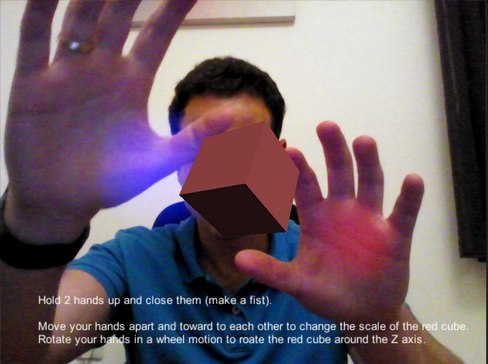 Hold 2 hands up and close them (make a fist).
Move your hands apart and toward to each other to change the scale of the red cube.
Rotate your hands in a wheel motion to roate the red cube around the Z axis.